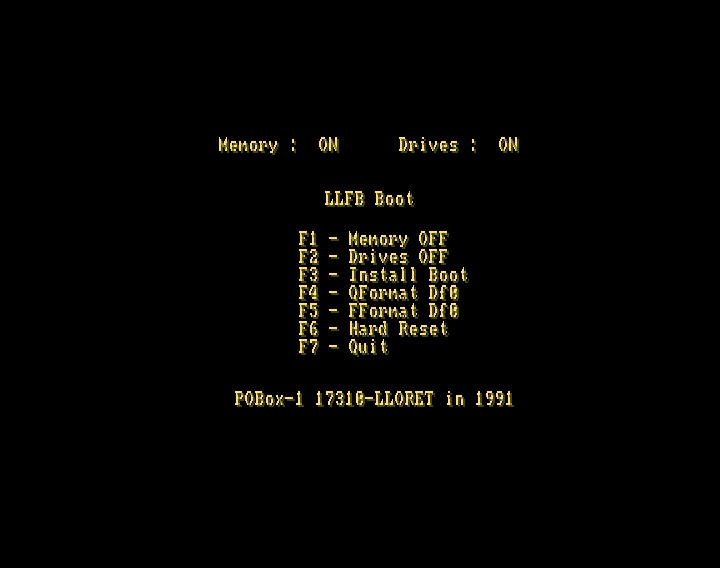 Memory : ON Drives : ON
LLFB Boot
F1 - Memory OFF
F2 - Drives OFF
F3 - Install Boot
F4 - QFormat Df0
F5 - FFormat Df0
F6 - Hard Reset
F7 - Quit
POBox-1 17310-LLORET in 1991